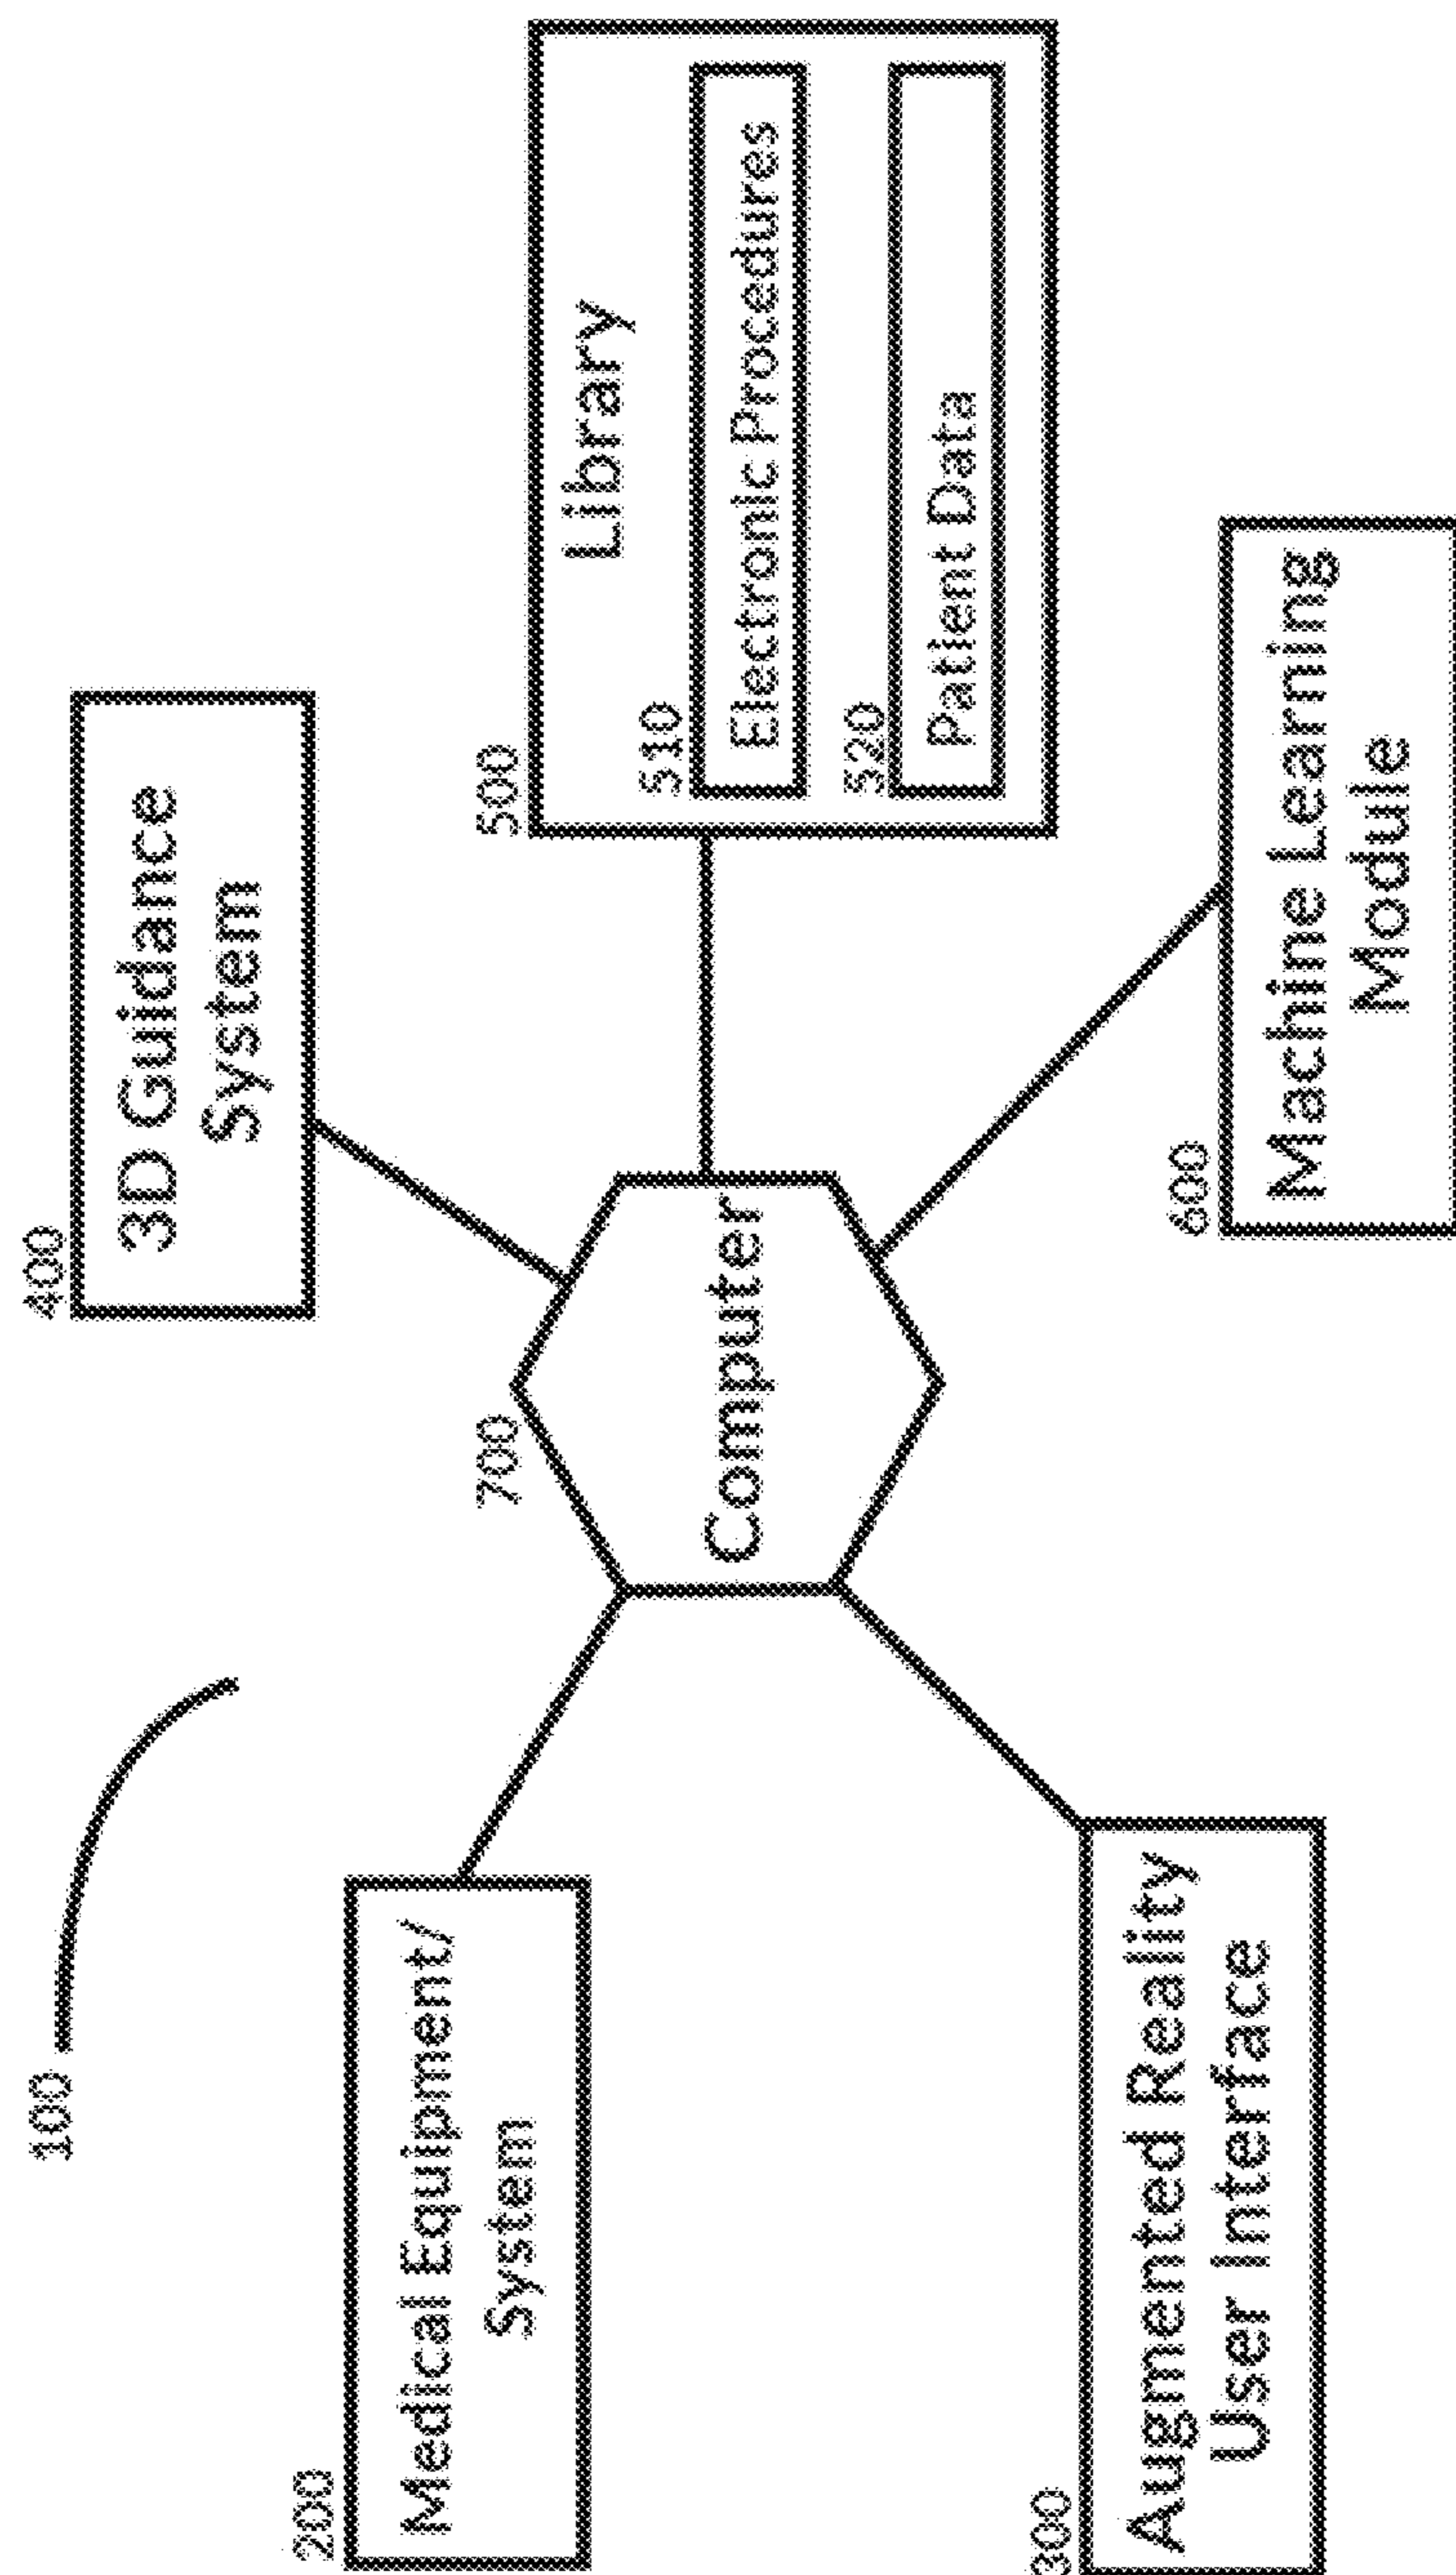 100
400
3D Guidance
System
200
Medical Equipment/
System
700
Computer
500
Library
510
Electronic Procedures
520
Patient Data
300
Augmented Reality
User Interface
600
Machine Learning
Module